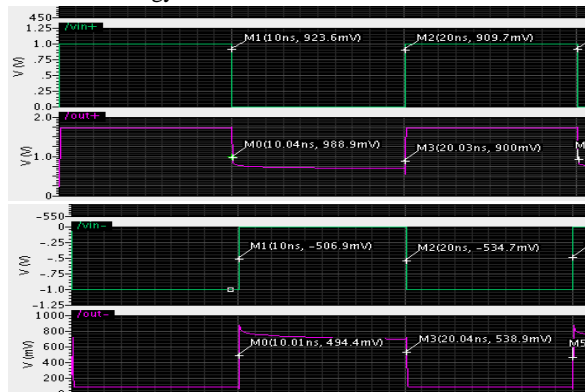 450
1.25
/vin+
1.0
.75
.5
.25
0.0
V (V)
M1(10ns, 923.6mV)
M2(20ns, 909.7mV)
2.0
/out+
1.0
0
V (V)
M0(10.04ns, 988.9mV)
M3(20.03ns, 900mV)
M
-550
0
/vin-
-.25
-.5
-.75
-1.0
-1.25
V (V)
M1(10ns, -506.9mV)
M2(20ns, -534.7mV)
1000
/out-
800
600
400
200
V (mV)
M0(10.01ns, 494.4mV)
M3(20.04ns, 538.9mV)
M5